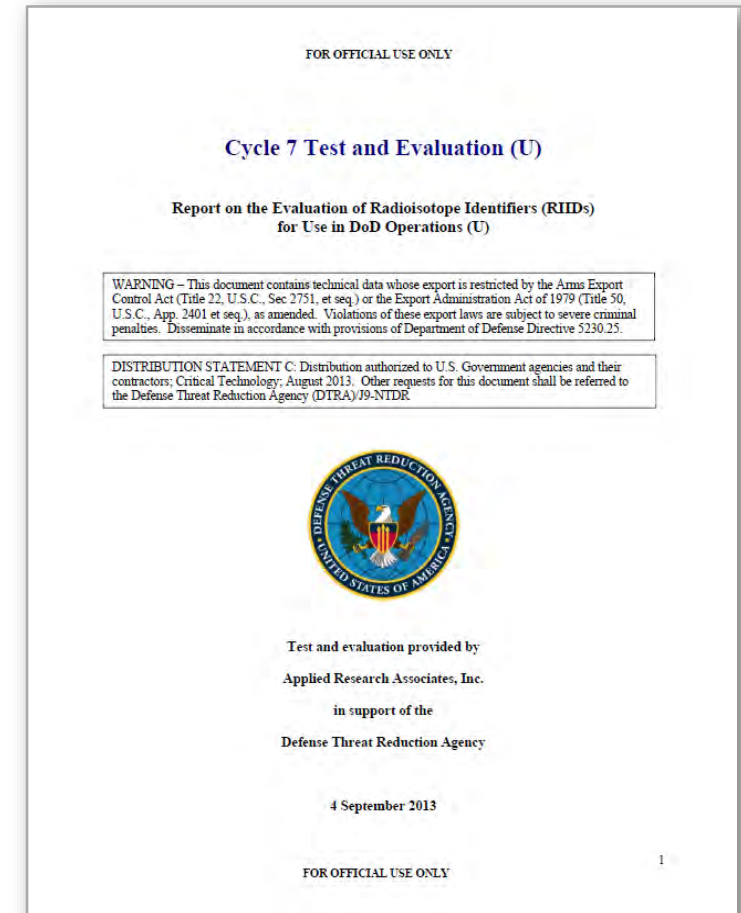 FOR OFFICIAL USE ONLY
Cycle 7 Test and Evaluation (U)
Report on the Evaluation of Radioisotope Identifiers (RIIDs)
for Use in DoD Operations (U)
WARNING – This document contains technical data whose export is restricted by the Arms Export
Control Act (Title 22, U.S.C., Sec 2751, et seq.) or the Export Administration Act of 1979 (Title 50,
U.S.C., App. 2401 et seq.), as amended. Violations of these export laws are subject to severe criminal
penalties. Disseminate in accordance with provisions of Department of Defense Directive 5230.25.
DISTRIBUTION STATEMENT C: Distribution authorized to U.S. Government agencies and their
contractors; Critical Technology; August 2013. Other requests for this document shall be referred to
the Defense Threat Reduction Agency (DTRA)/J9-NTDR
DEFENSE THREAT REDUCTION AGENCY
UNITED STATES OF AMERICA
Test and evaluation provided by
Applied Research Associates, Inc.
in support of the
Defense Threat Reduction Agency
4 September 2013
1
FOR OFFICIAL USE ONLY